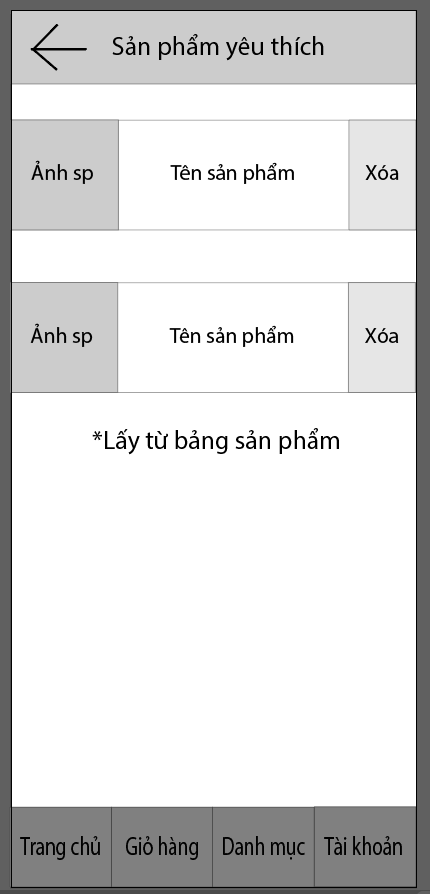 Sản phẩm yêu thích
Ảnh sp Tên sản phẩm Xóa
Ảnh sp Tên sản phẩm Xóa
*Lấy từ bảng sản phẩm
Trang chủ Giỏ hàng Danh mục Tài khoản